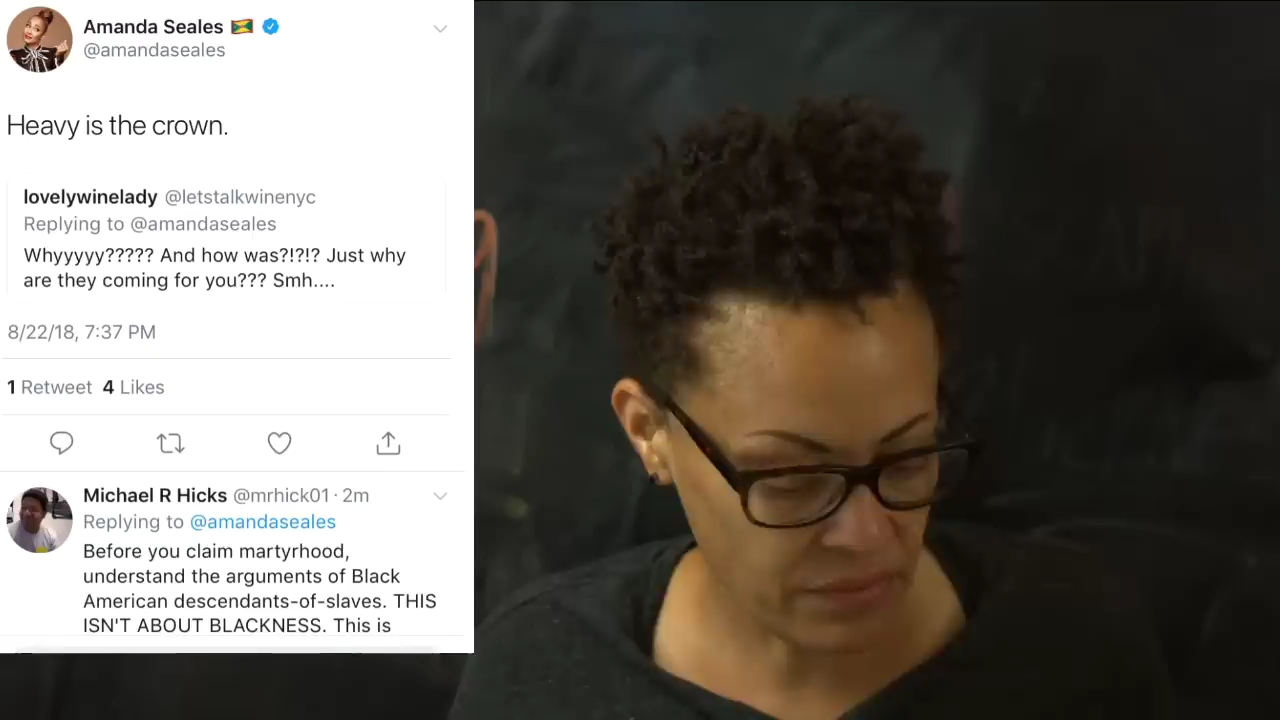 Amanda Seales 🇬🇩
@amandaseales
Heavy is the crown.
lovelywinelady @letstalkwinenyc
Replying to @amandaseales
Whyyyyy????? And how was?!?!? Just why
are they coming for you??? Smh....
8/22/18, 7:37 PM
1 Retweet 4 Likes
Michael R Hicks @mrhick01 · 2m
Replying to @amandaseales
Before you claim martyrhood,
understand the arguments of Black
American descendants-of-slaves. THIS
ISN'T ABOUT BLACKNESS. This is